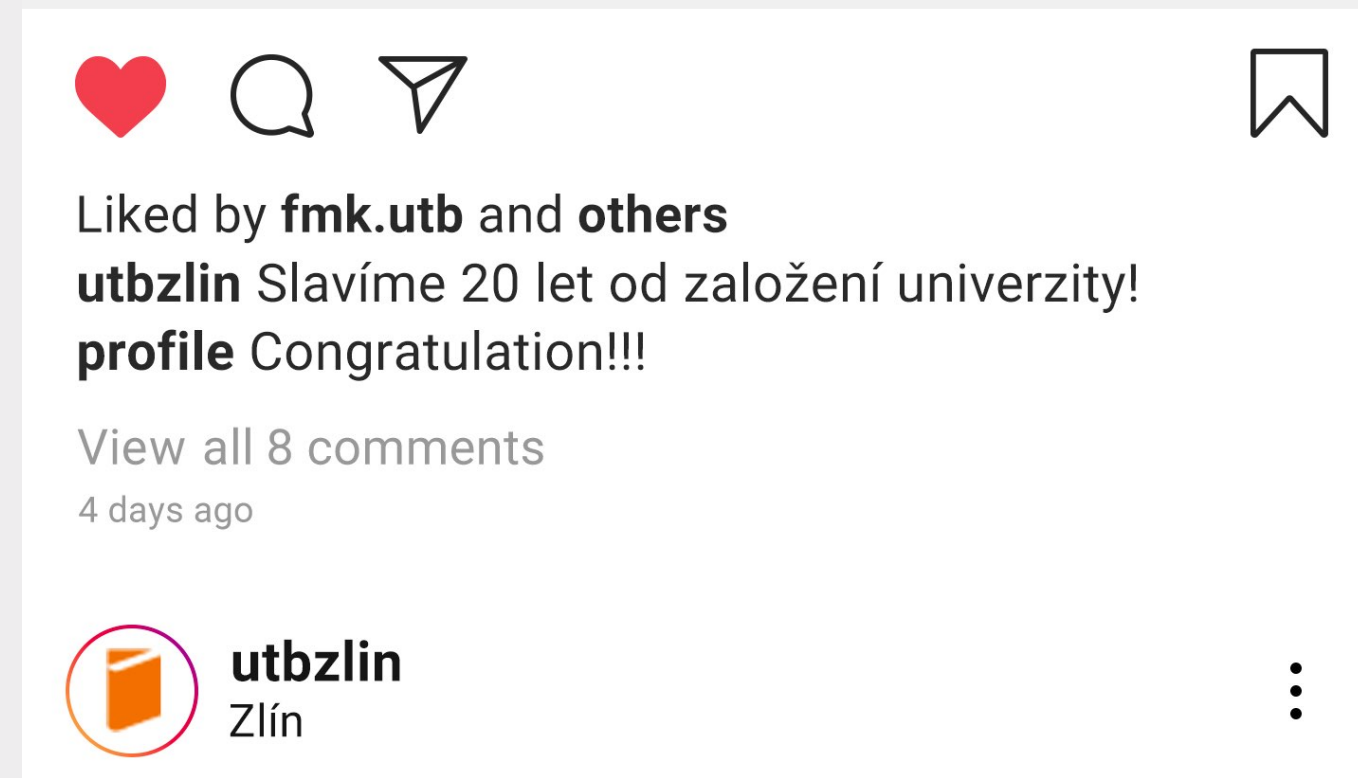 Liked by fmk.utb and others
utbzlin Slavíme 20 let od založení univerzity!
profile Congratulation!!!
View all 8 comments
4 days ago
utbzlin
Zlín